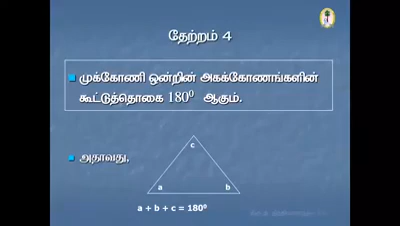 தேற்றம் 4
முக்கோணி ஒன்றின் அகக்கோணங்களின்
கூட்டுத்தொகை 180⁰ ஆகும்.
அதாவது,
c
a b
a + b + c = 180⁰